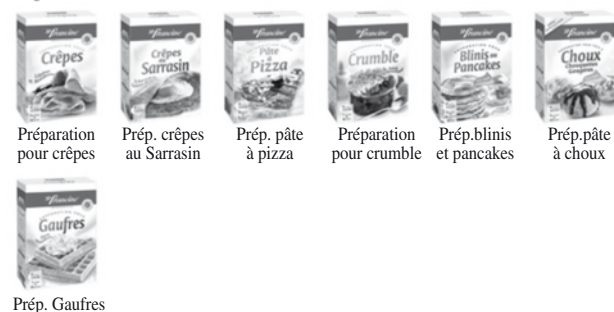 Francine
Crêpes
Francine
Crêpes
au
Sarrasin
Francine
Pâte
à
Pizza
Francine
Crumble
Francine
Blinis ou
Pancakes
Francine
Choux
Chouquettes
Préparation
pour crêpes
Prép. crêpes
au Sarrasin
Prép. pâte
à pizza
Préparation
pour crumble
Prép.blinis
et pancakes
Prép.pâte
à choux
Francine
Gaufres
Prép. Gaufres